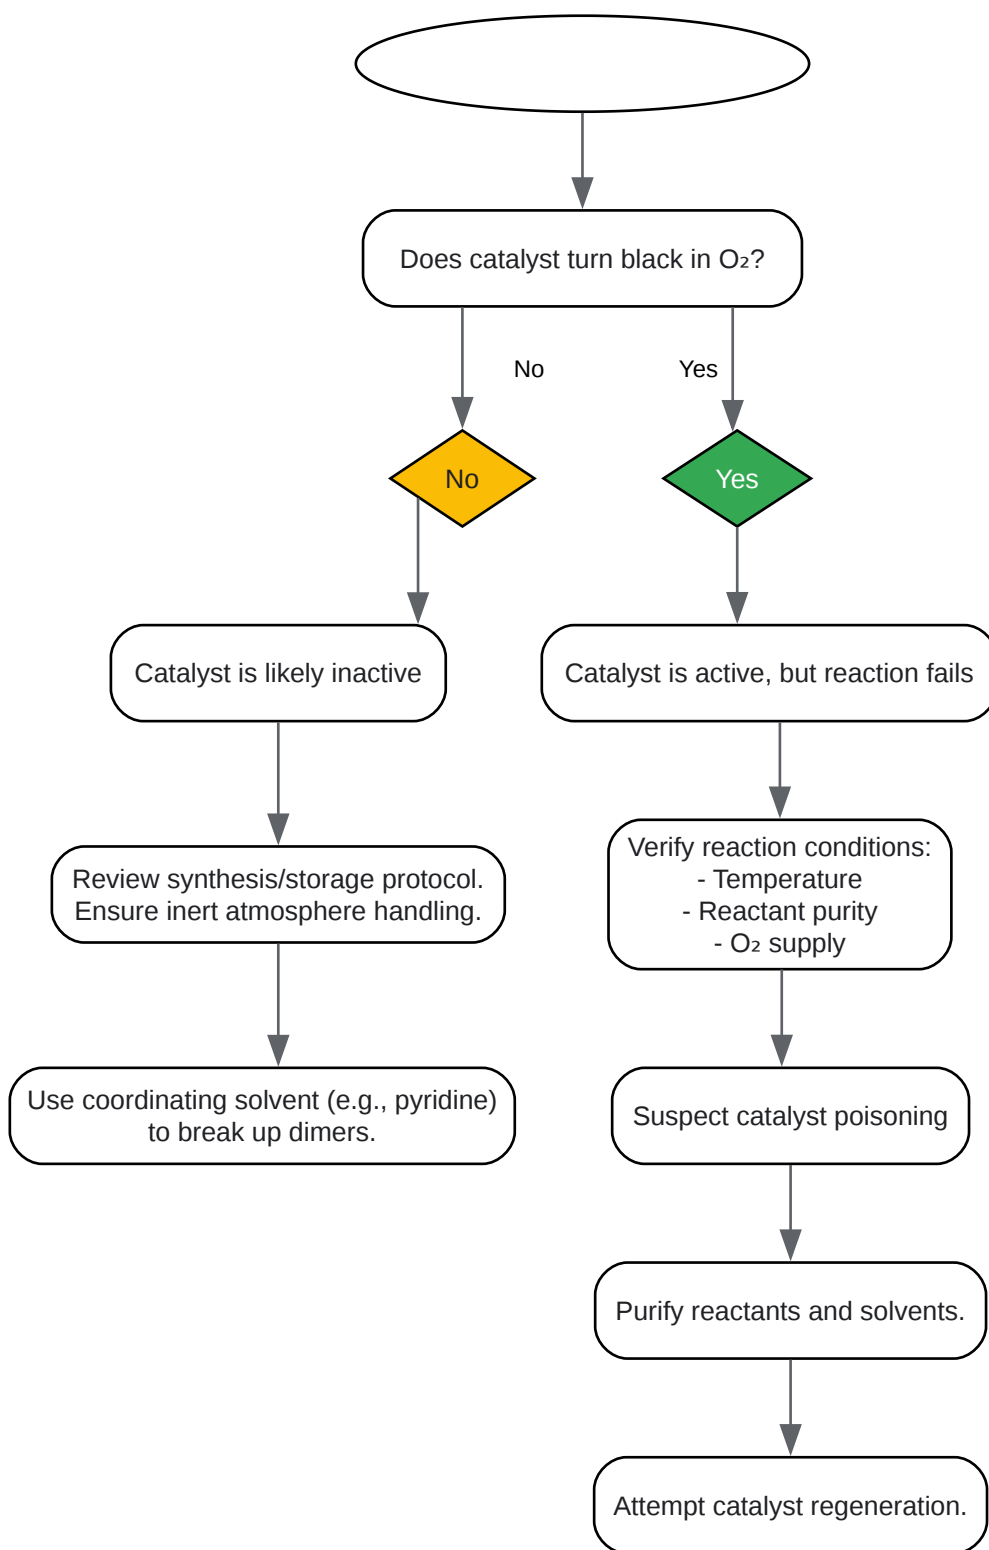 Does catalyst turn black in O₂?
No
Yes
No
Yes
Catalyst is likely inactive
Catalyst is active, but reaction fails
Review synthesis/storage protocol.
Ensure inert atmosphere handling.
Verify reaction conditions:
- Temperature
- Reactant purity
- O₂ supply
Use coordinating solvent (e.g., pyridine)
to break up dimers.
Suspect catalyst poisoning
Purify reactants and solvents.
Attempt catalyst regeneration.